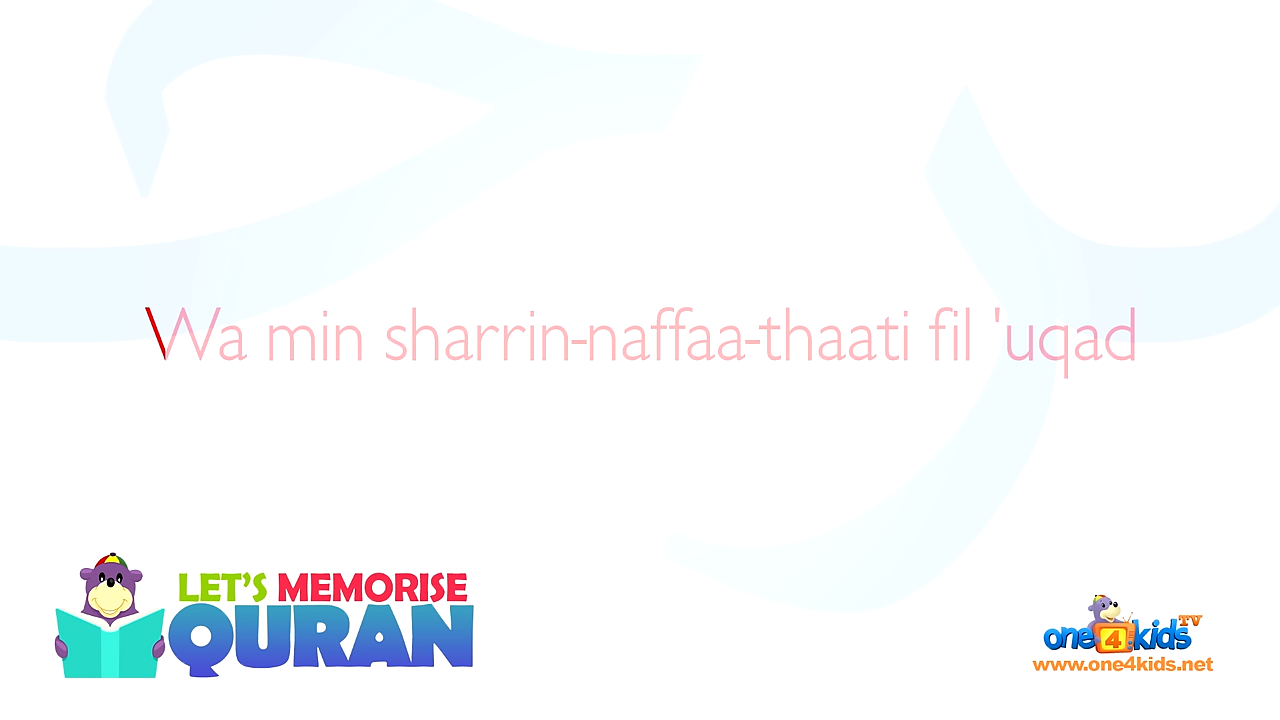 Wa min sharrin-naffaa-thaati fil 'uqad
LET'S MEMORISE
QURAN
one4kids TV
www.one4kids.net